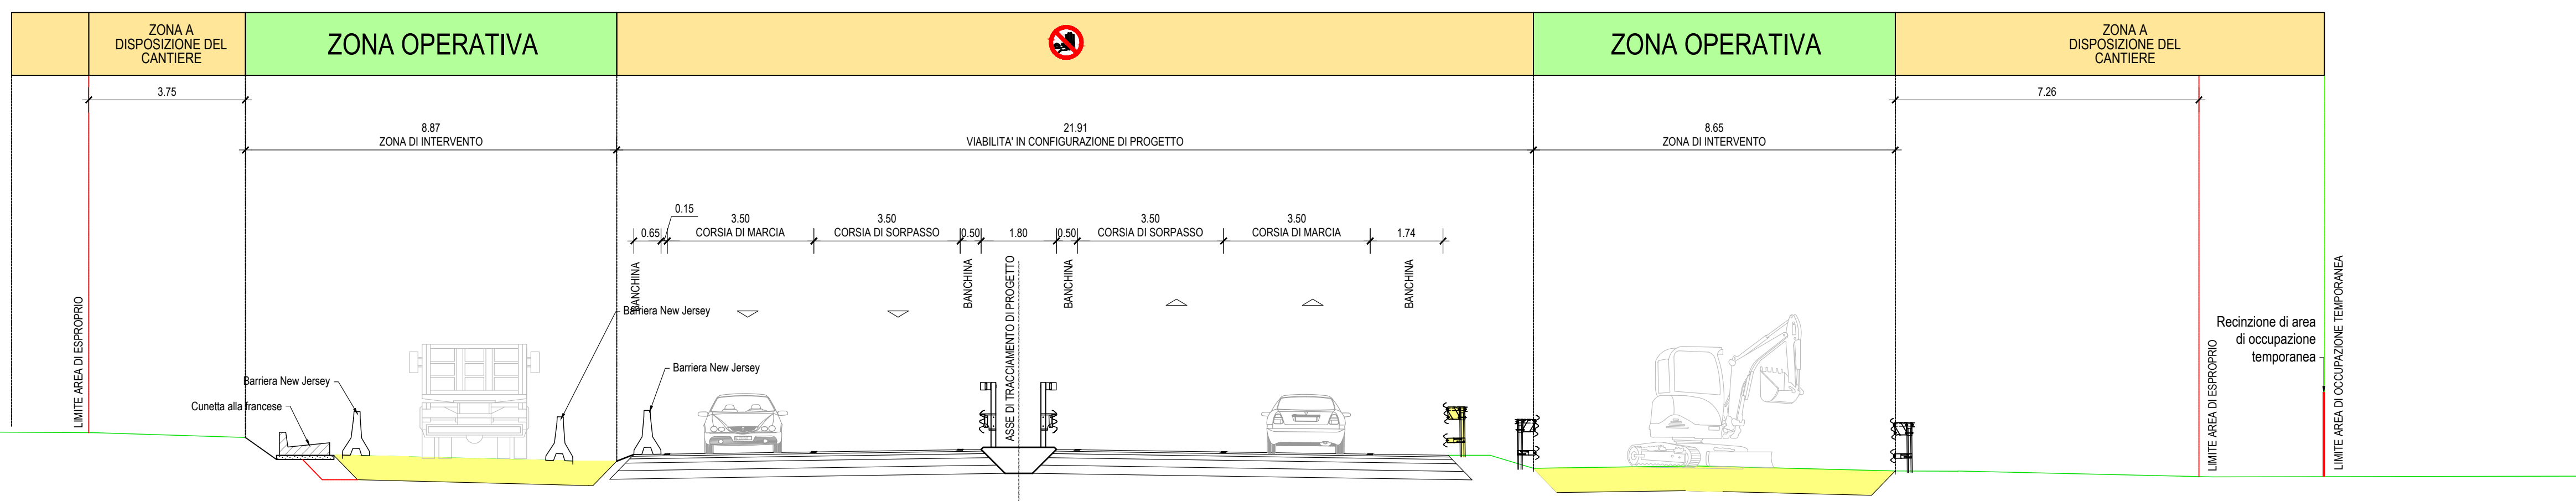 ZONA A
DISPOSIZIONE DEL
CANTIERE
ZONA OPERATIVA
ZONA OPERATIVA
ZONA A
DISPOSIZIONE DEL
CANTIERE
3.75
7.26
8.87
ZONA DI INTERVENTO
21.91
VIABILITA' IN CONFIGURAZIONE DI PROGETTO
8.65
ZONA DI INTERVENTO
0.15
0.65
3.50
CORSIA DI MARCIA
3.50
CORSIA DI SORPASSO
0.50
1.80
0.50
3.50
CORSIA DI SORPASSO
3.50
CORSIA DI MARCIA
1.74
BANCHINA
BANCHINA
ASSE DI TRACCIAMENTO DI PROGETTO
BANCHINA
BANCHINA
LIMITE AREA DI ESPROPRIO
Barriera New Jersey
Barriera New Jersey
Barriera New Jersey
Cunetta alla francese
LIMITE AREA DI ESPROPRIO
Recinzione di area
di occupazione
temporanea
LIMITE AREA DI OCCUPAZIONE TEMPORANEA